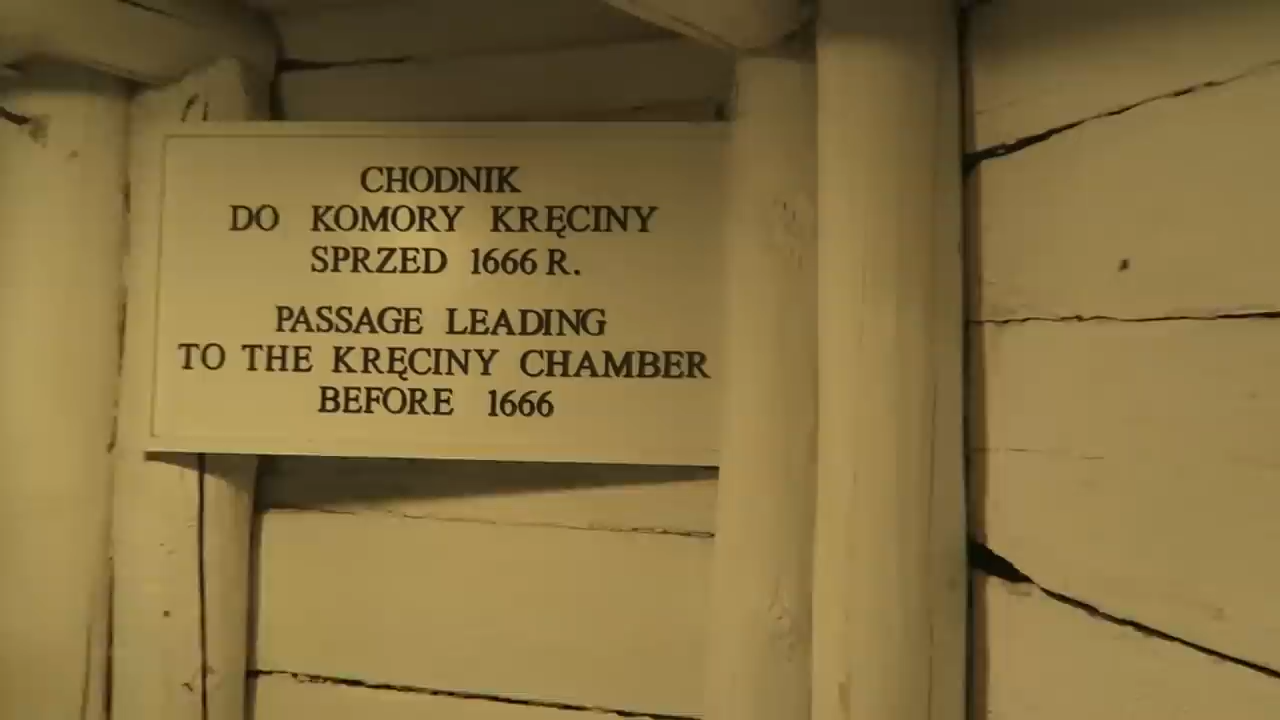 CHODNIK
DO KOMORY KRĘCINY
SPRZED 1666 R.
PASSAGE LEADING
TO THE KRĘCINY CHAMBER
BEFORE 1666